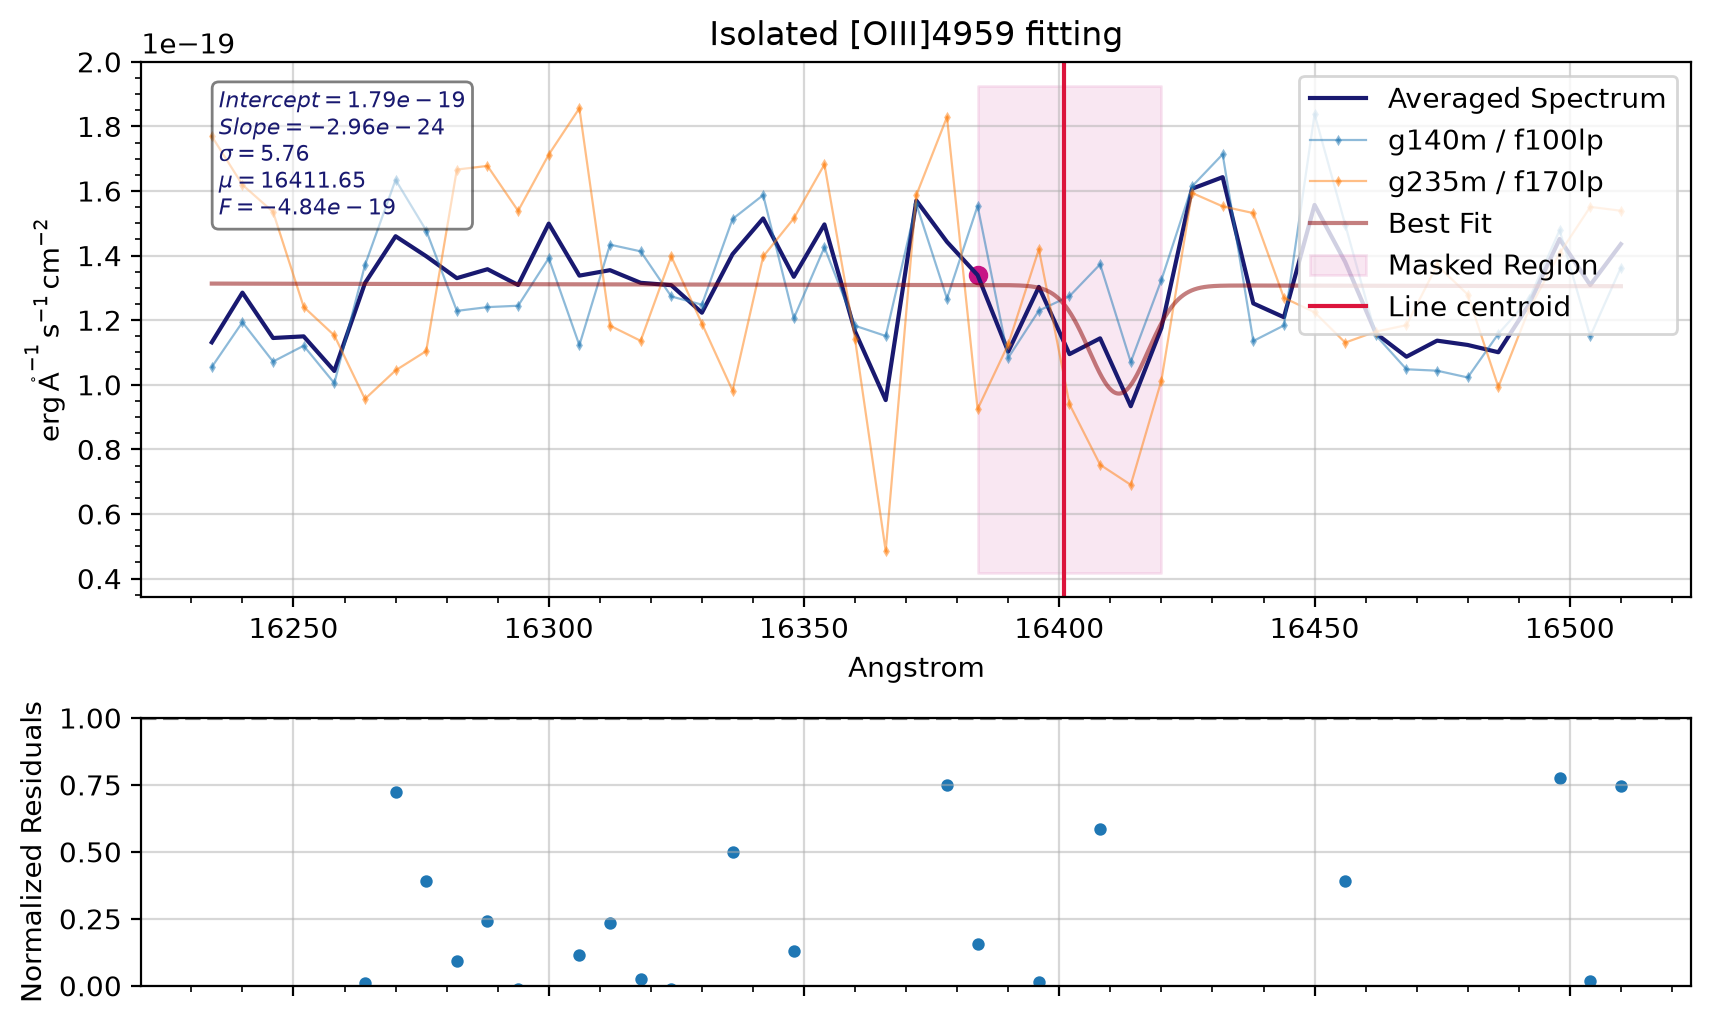 Isolated [OIII]4959 fitting
1e−19
2.0
1.8
1.6
1.4
1.2
1.0
0.8
0.6
0.4
erg Å⁻¹ s⁻¹ cm⁻²
Intercept = 1.79e − 19
Slope = −2.96e − 24
σ = 5.76
μ = 16411.65
F = −4.84e − 19
Averaged Spectrum
g140m / f100lp
g235m / f170lp
Best Fit
Masked Region
Line centroid
16250 16300 16350 16400 16450 16500
Angstrom
Normalized Residuals
1.00
0.75
0.50
0.25
0.00